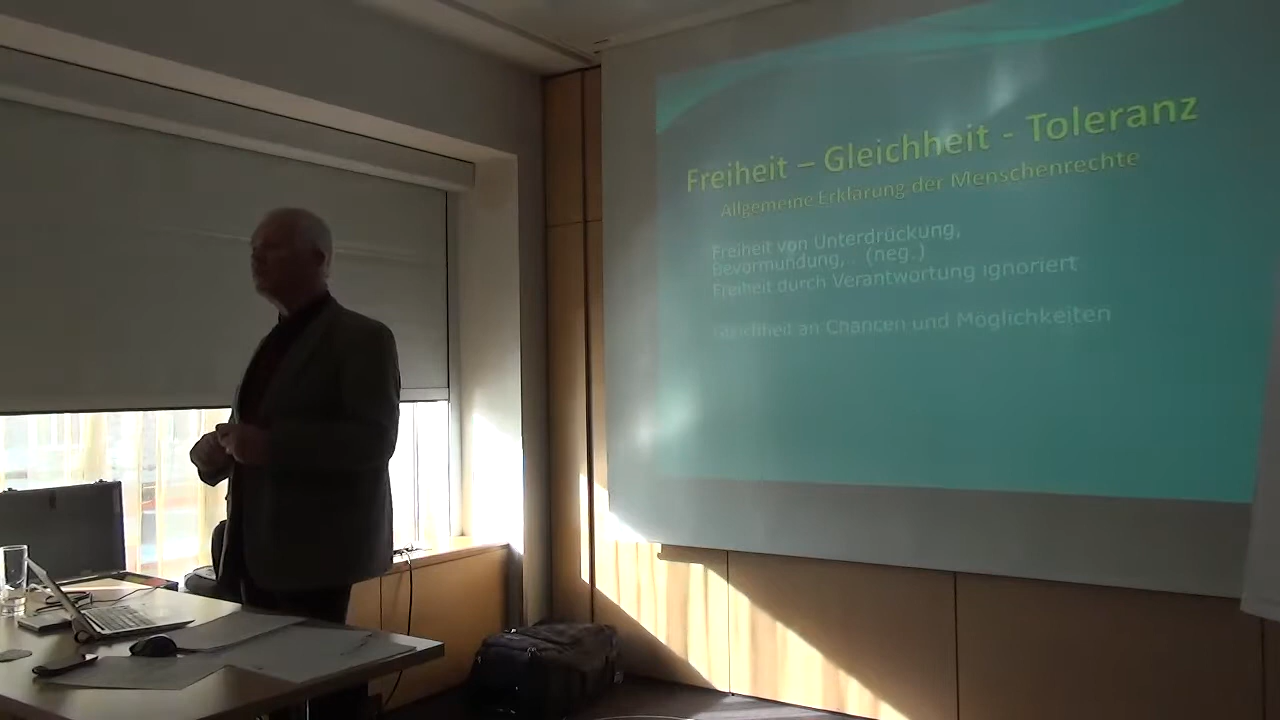 Freiheit – Gleichheit - Toleranz
Allgemeine Erklärung der Menschenrechte
Freiheit von Unterdrückung,
Bevormundung, . (neg.)
Freiheit durch Verantwortung ignoriert
Gleichheit an Chancen und Möglichkeiten